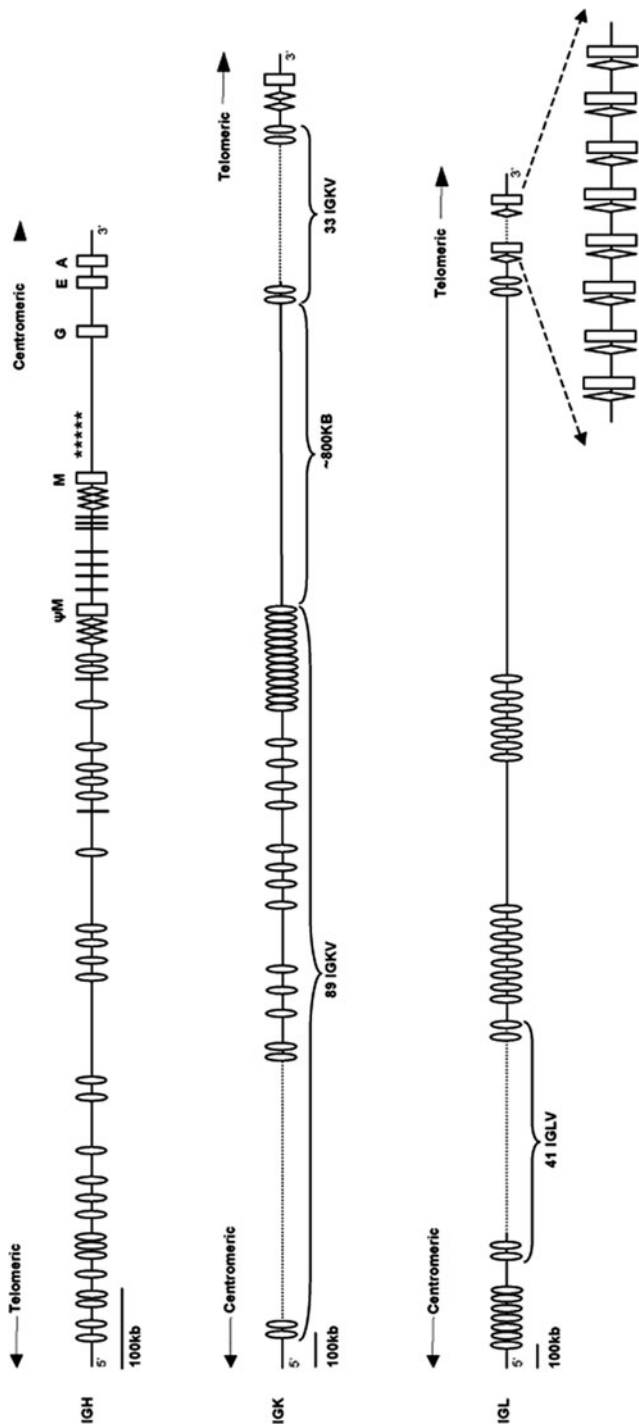 IGH
Telomeric
Centromeric
5'
100kb
ψM
M
*****
G
E
A
3'
IGK
Centromeric
Telomeric
5'
100kb
89 IGKV
~800KB
33 IGKV
3'
IGL
Centromeric
Telomeric
5'
100kb
41 IGLV
3'